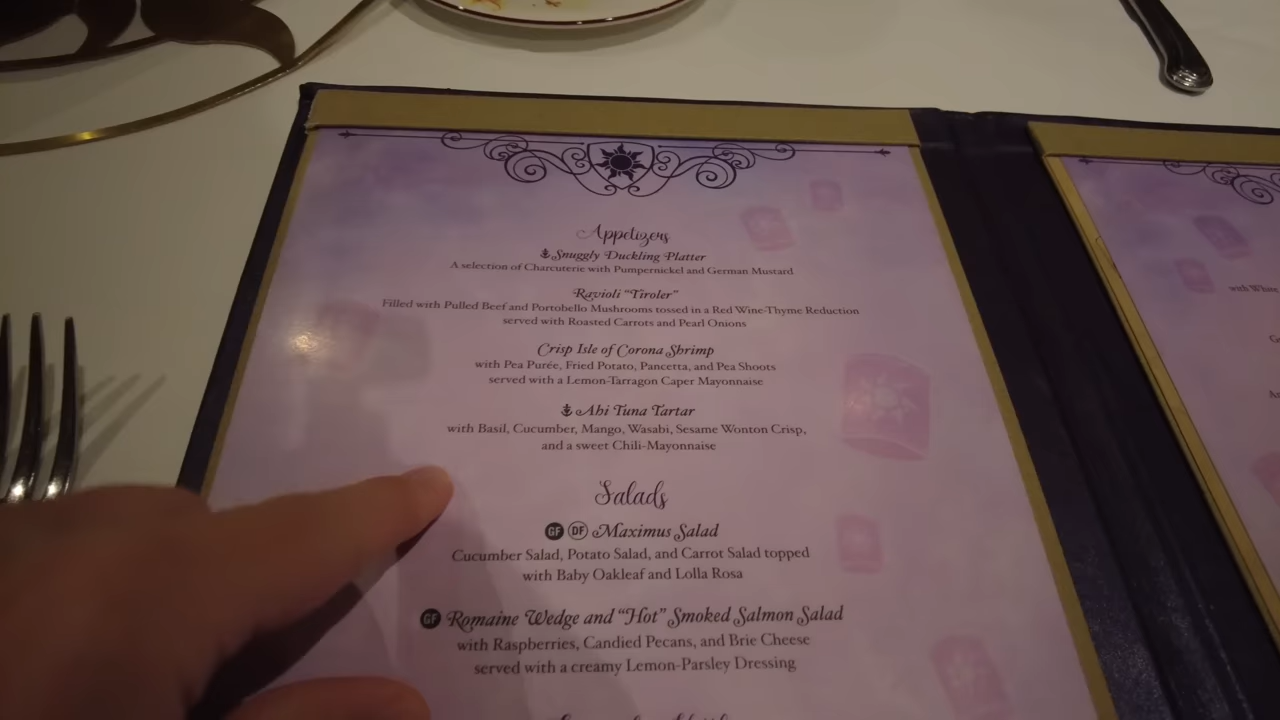 Appetizers
Snuggly Duckling Platter
A selection of Charcuterie with Pumpernickel and German Mustard
Ravioli "Tiroler"
Filled with Pulled Beef and Portobello Mushrooms tossed in a Red Wine-Thyme Reduction
served with Roasted Carrots and Pearl Onions
Crisp Isle of Corona Shrimp
with Pea Purée, Fried Potato, Pancetta, and Pea Shoots
served with a Lemon-Tarragon Caper Mayonnaise
Ahi Tuna Tartar
with Basil, Cucumber, Mango, Wasabi, Sesame Wonton Crisp,
and a sweet Chili-Mayonnaise
Salads
GF DF Maximus Salad
Cucumber Salad, Potato Salad, and Carrot Salad topped
with Baby Oakleaf and Lolla Rosa
GF Romaine Wedge and "Hot" Smoked Salmon Salad
with Raspberries, Candied Pecans, and Brie Cheese
served with a creamy Lemon-Parsley Dressing
with White